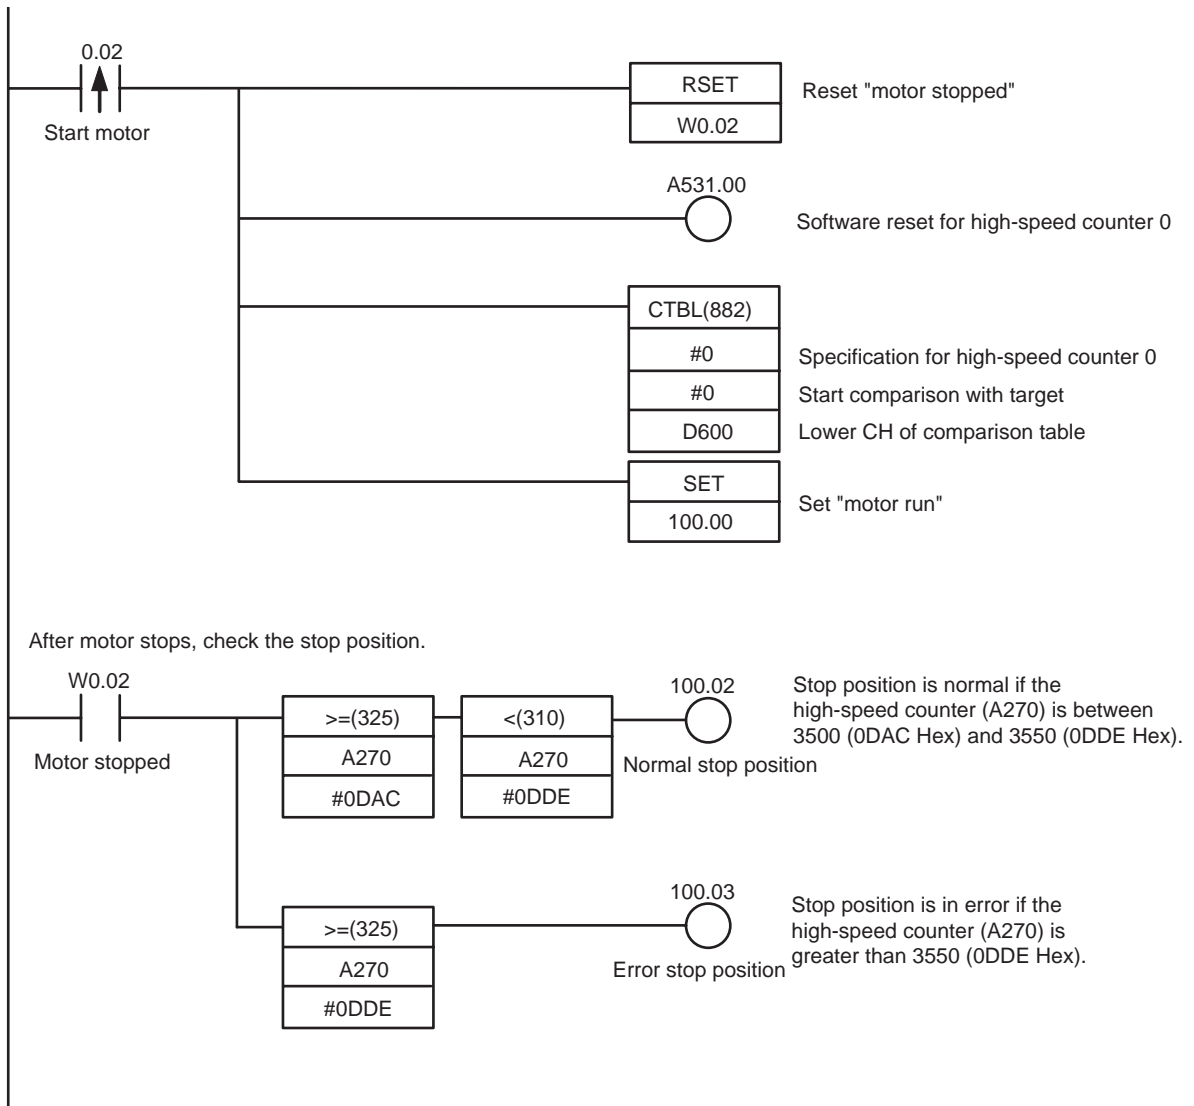 0.02
Start motor
RSET
W0.02
Reset "motor stopped"
A531.00
Software reset for high-speed counter 0
CTBL(882)
#0
Specification for high-speed counter 0
#0
Start comparison with target
D600
Lower CH of comparison table
SET
100.00
Set "motor run"
After motor stops, check the stop position.
W0.02
Motor stopped
>=(325)
A270
#0DAC
<(310)
A270
#0DDE
100.02
Normal stop position
Stop position is normal if the
high-speed counter (A270) is between
3500 (0DAC Hex) and 3550 (0DDE Hex).
>=(325)
A270
#0DDE
100.03
Error stop position
Stop position is in error if the
high-speed counter (A270) is
greater than 3550 (0DDE Hex).